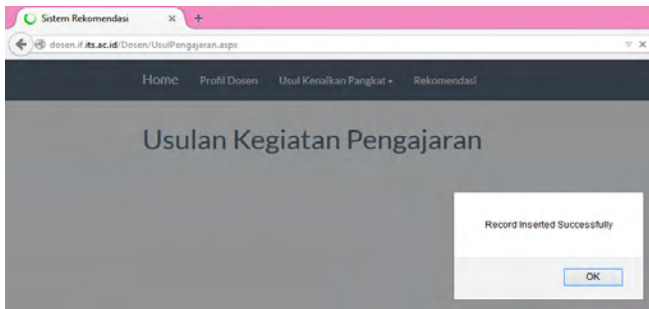 Sistem Rekomendasi
dosen.if.its.ac.id/Dosen/UsulPengajaran.aspx
Home Profil Dosen Usul Kenaikan Pangkat Rekomendasi
Usulan Kegiatan Pengajaran
Record Inserted Successfully
OK